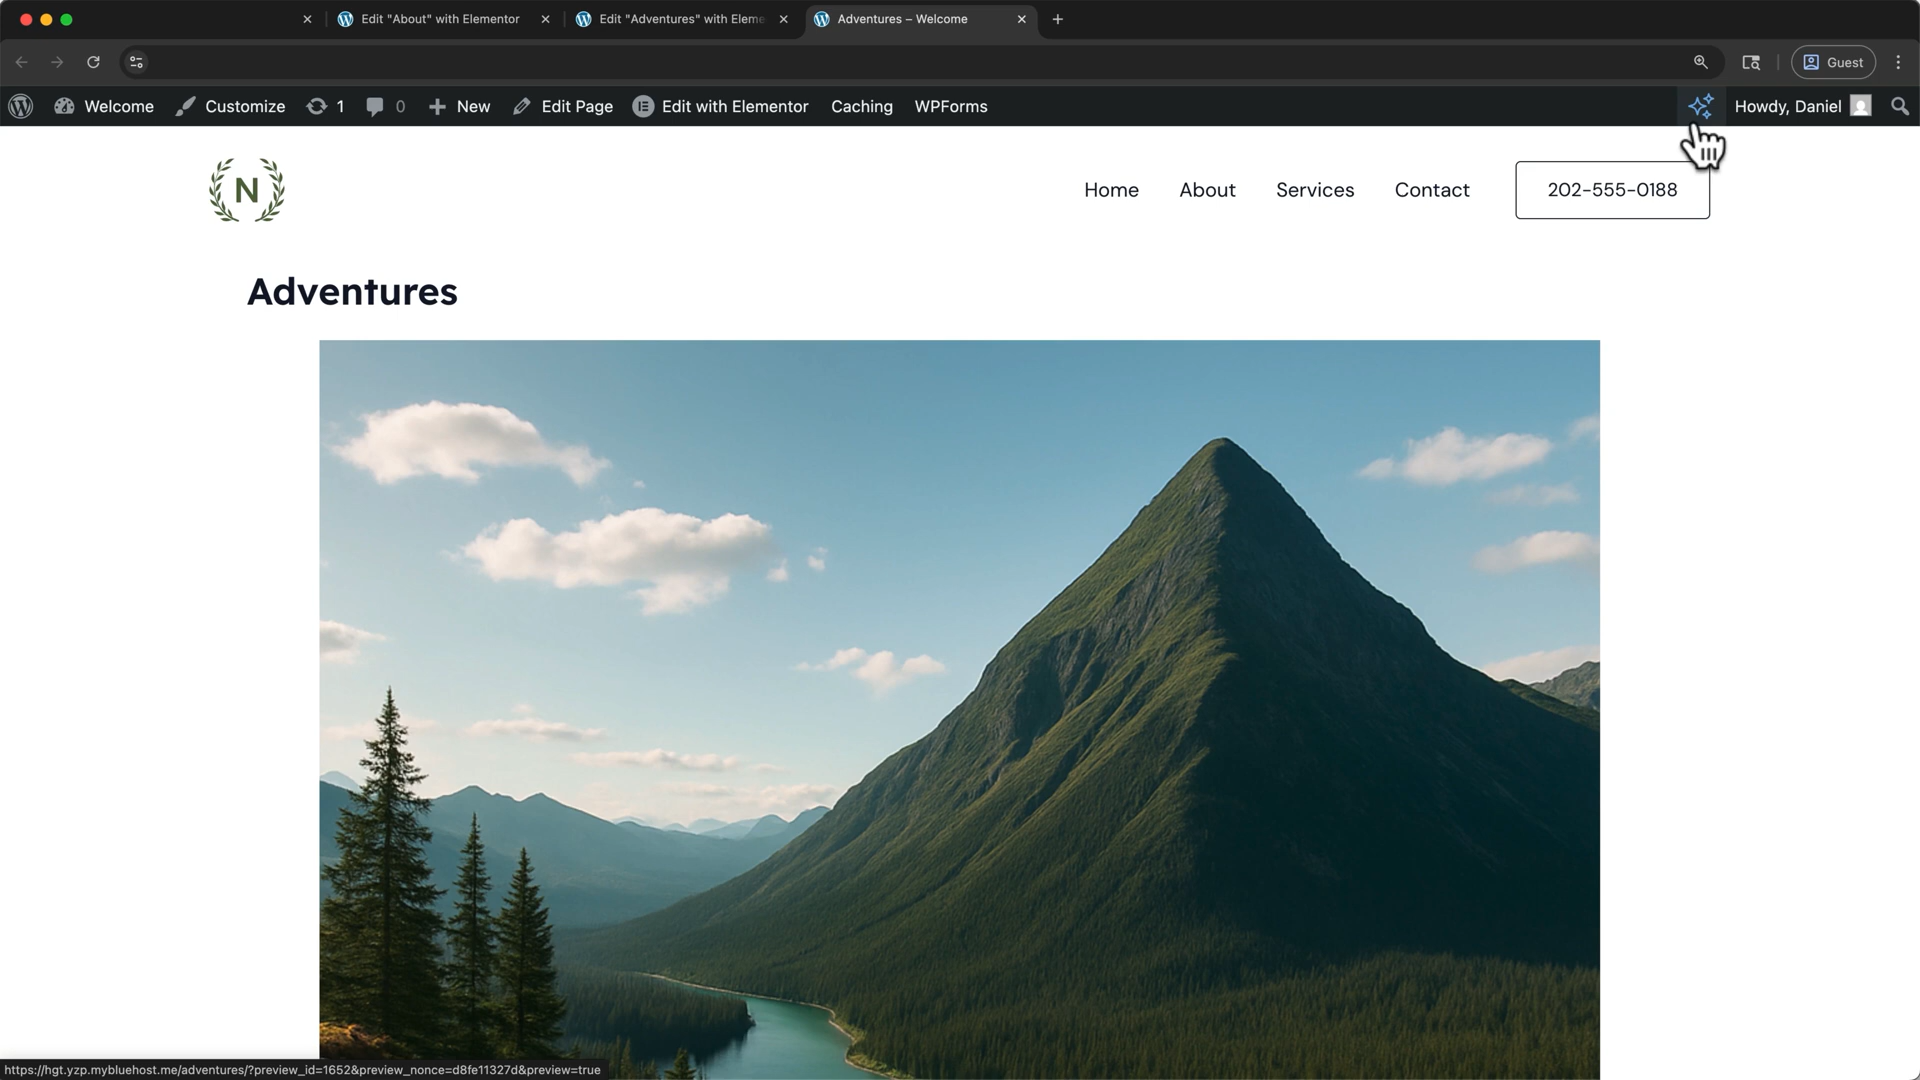 Edit "About" with Elementor
Edit "Adventures" with Eleme
Adventures – Welcome
Guest
Welcome
Customize
1
0
New
Edit Page
Edit with Elementor
Caching
WPForms
Howdy, Daniel
N
Home
About
Services
Contact
202-555-0188
Adventures
https://hgt.yzp.mybluehost.me/adventures/?preview_id=1652&preview_nonce=d8fe11327d&preview=true